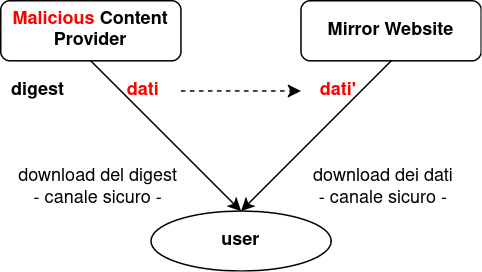 Malicious Content
Provider
Mirror Website
digest
dati
dati'
download del digest
- canale sicuro -
download dei dati
- canale sicuro -
user